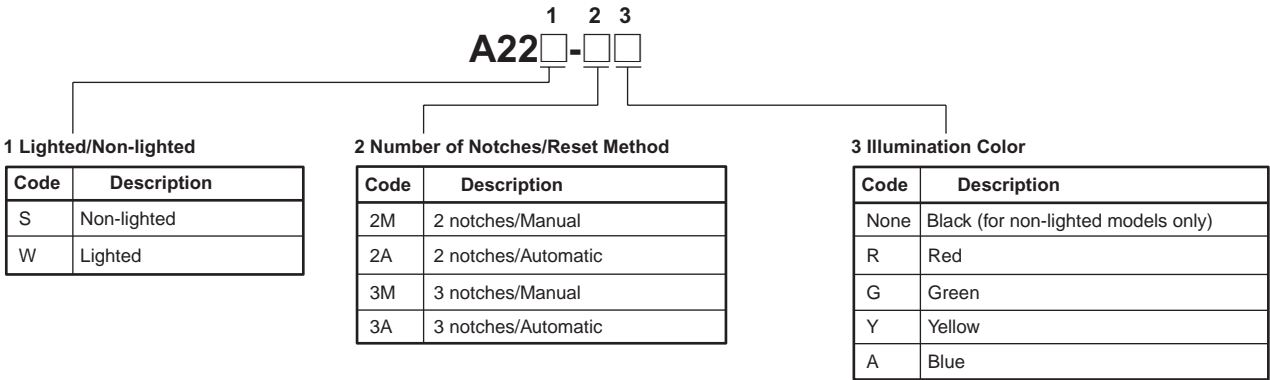 1 2 3
A22□-□□
1 Lighted/Non-lighted
Code Description
S Non-lighted
W Lighted
2 Number of Notches/Reset Method
Code Description
2M 2 notches/Manual
2A 2 notches/Automatic
3M 3 notches/Manual
3A 3 notches/Automatic
3 Illumination Color
Code Description
None Black (for non-lighted models only)
R Red
G Green
Y Yellow
A Blue